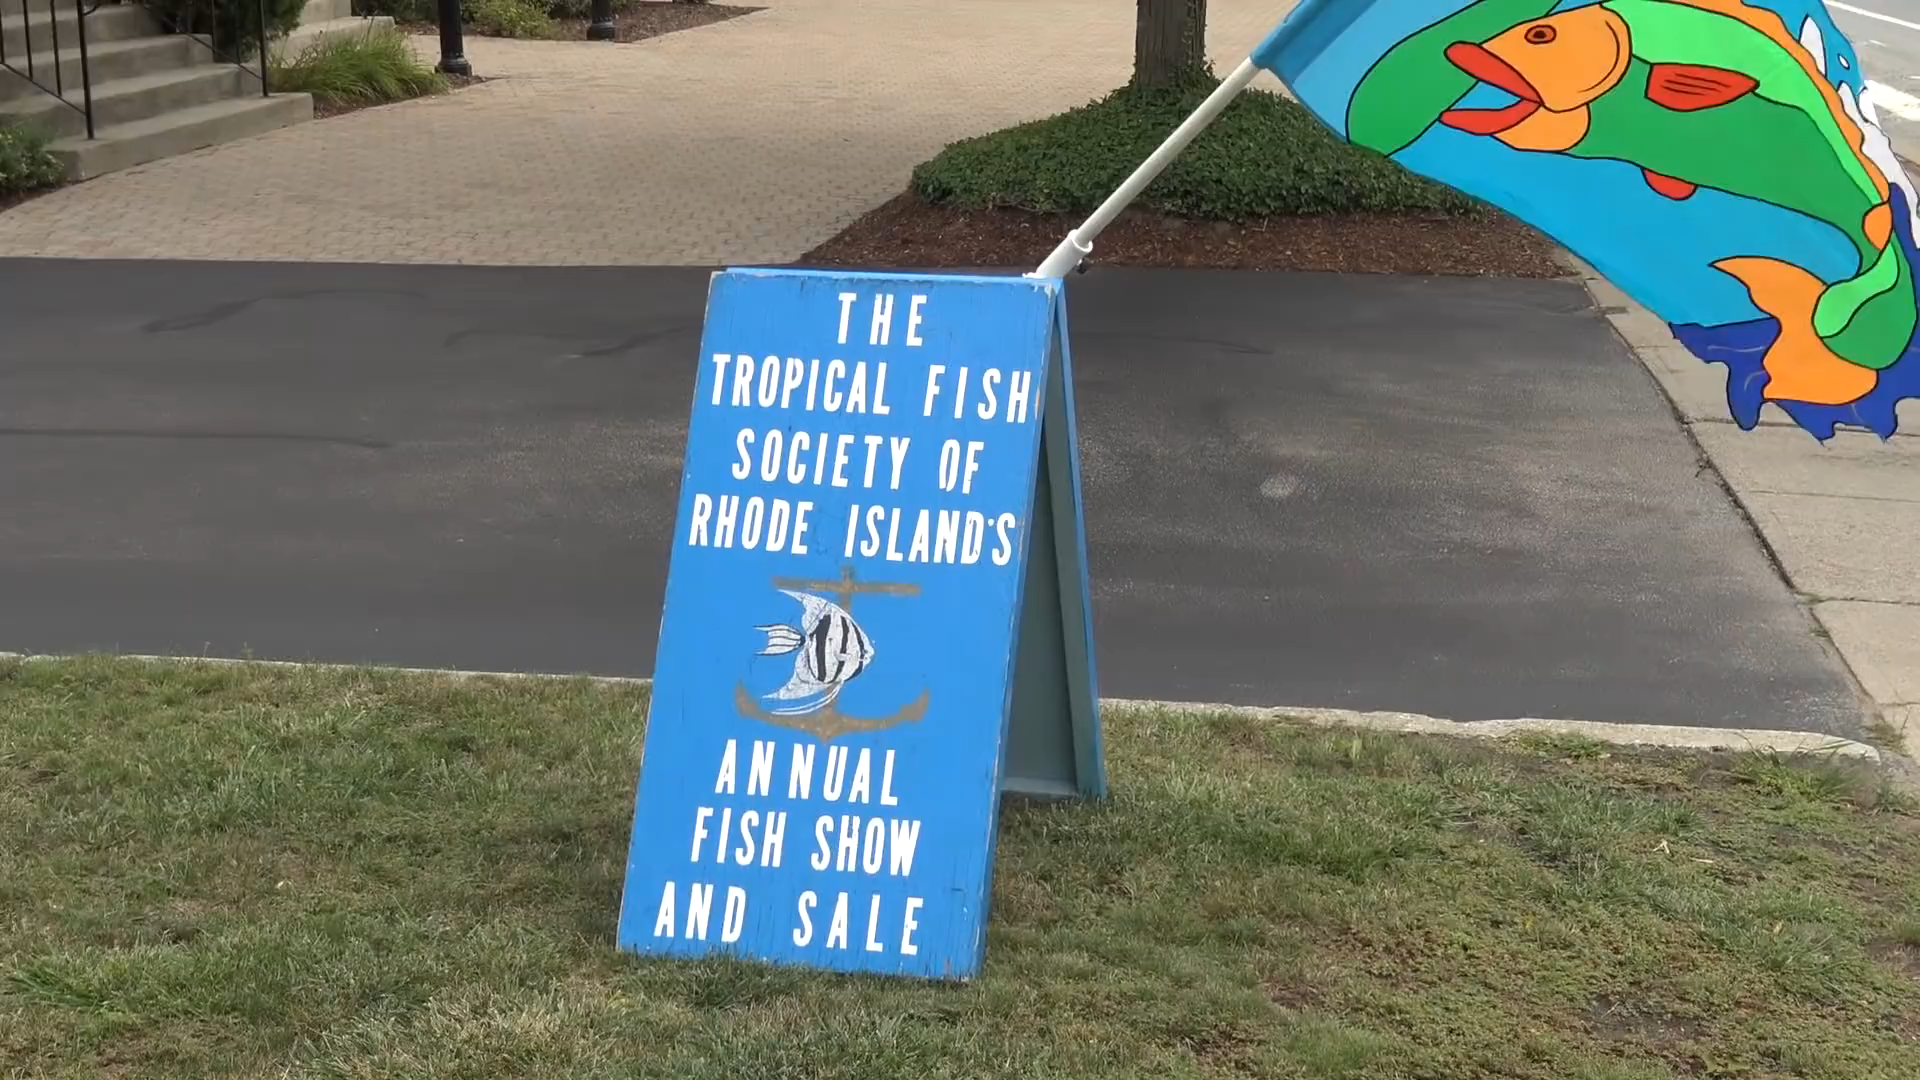 THE
TROPICAL FISH
SOCIETY OF
RHODE ISLAND'S
ANNUAL
FISH SHOW
AND SALE